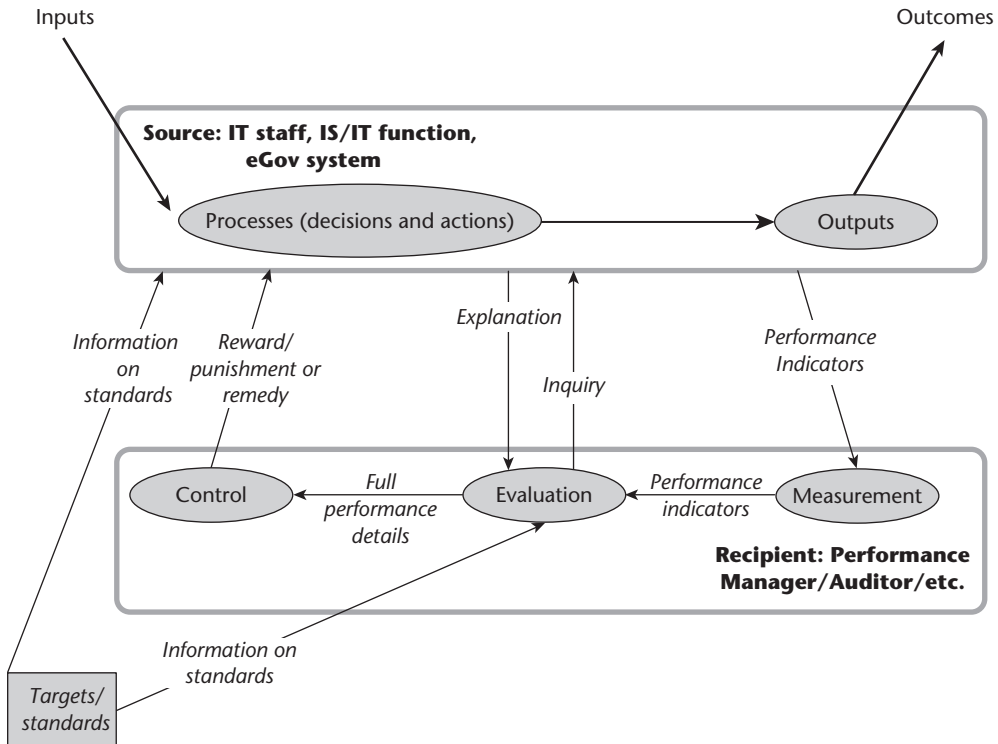 Inputs
Outcomes
Source: IT staff, IS/IT function,
eGov system
Processes (decisions and actions)
Outputs
Information
on
standards
Reward/
punishment or
remedy
Explanation
Inquiry
Performance
Indicators
Control
Full
performance
details
Evaluation
Performance
indicators
Measurement
Recipient: Performance
Manager/Auditor/etc.
Information on
standards
Targets/
standards